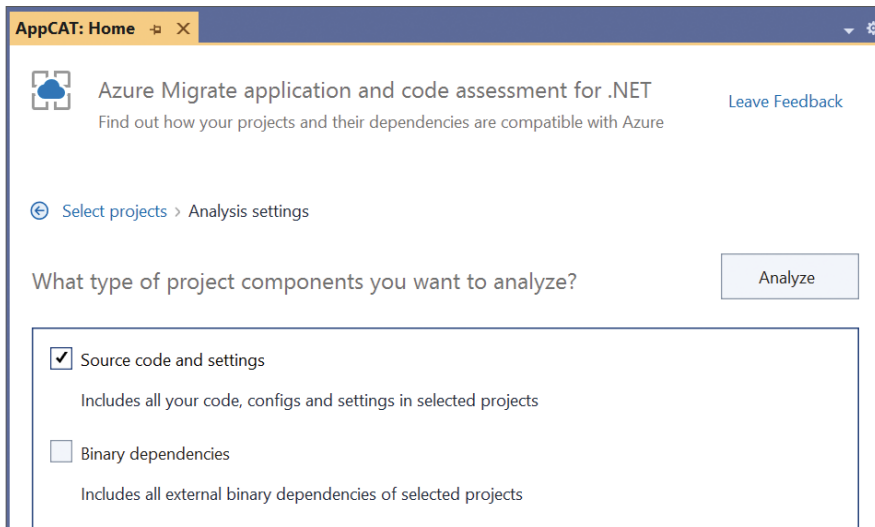 AppCAT: Home
Azure Migrate application and code assessment for .NET
Find out how your projects and their dependencies are compatible with Azure
Leave Feedback
Select projects > Analysis settings
What type of project components you want to analyze?
Analyze
Source code and settings
Includes all your code, configs and settings in selected projects
Binary dependencies
Includes all external binary dependencies of selected projects